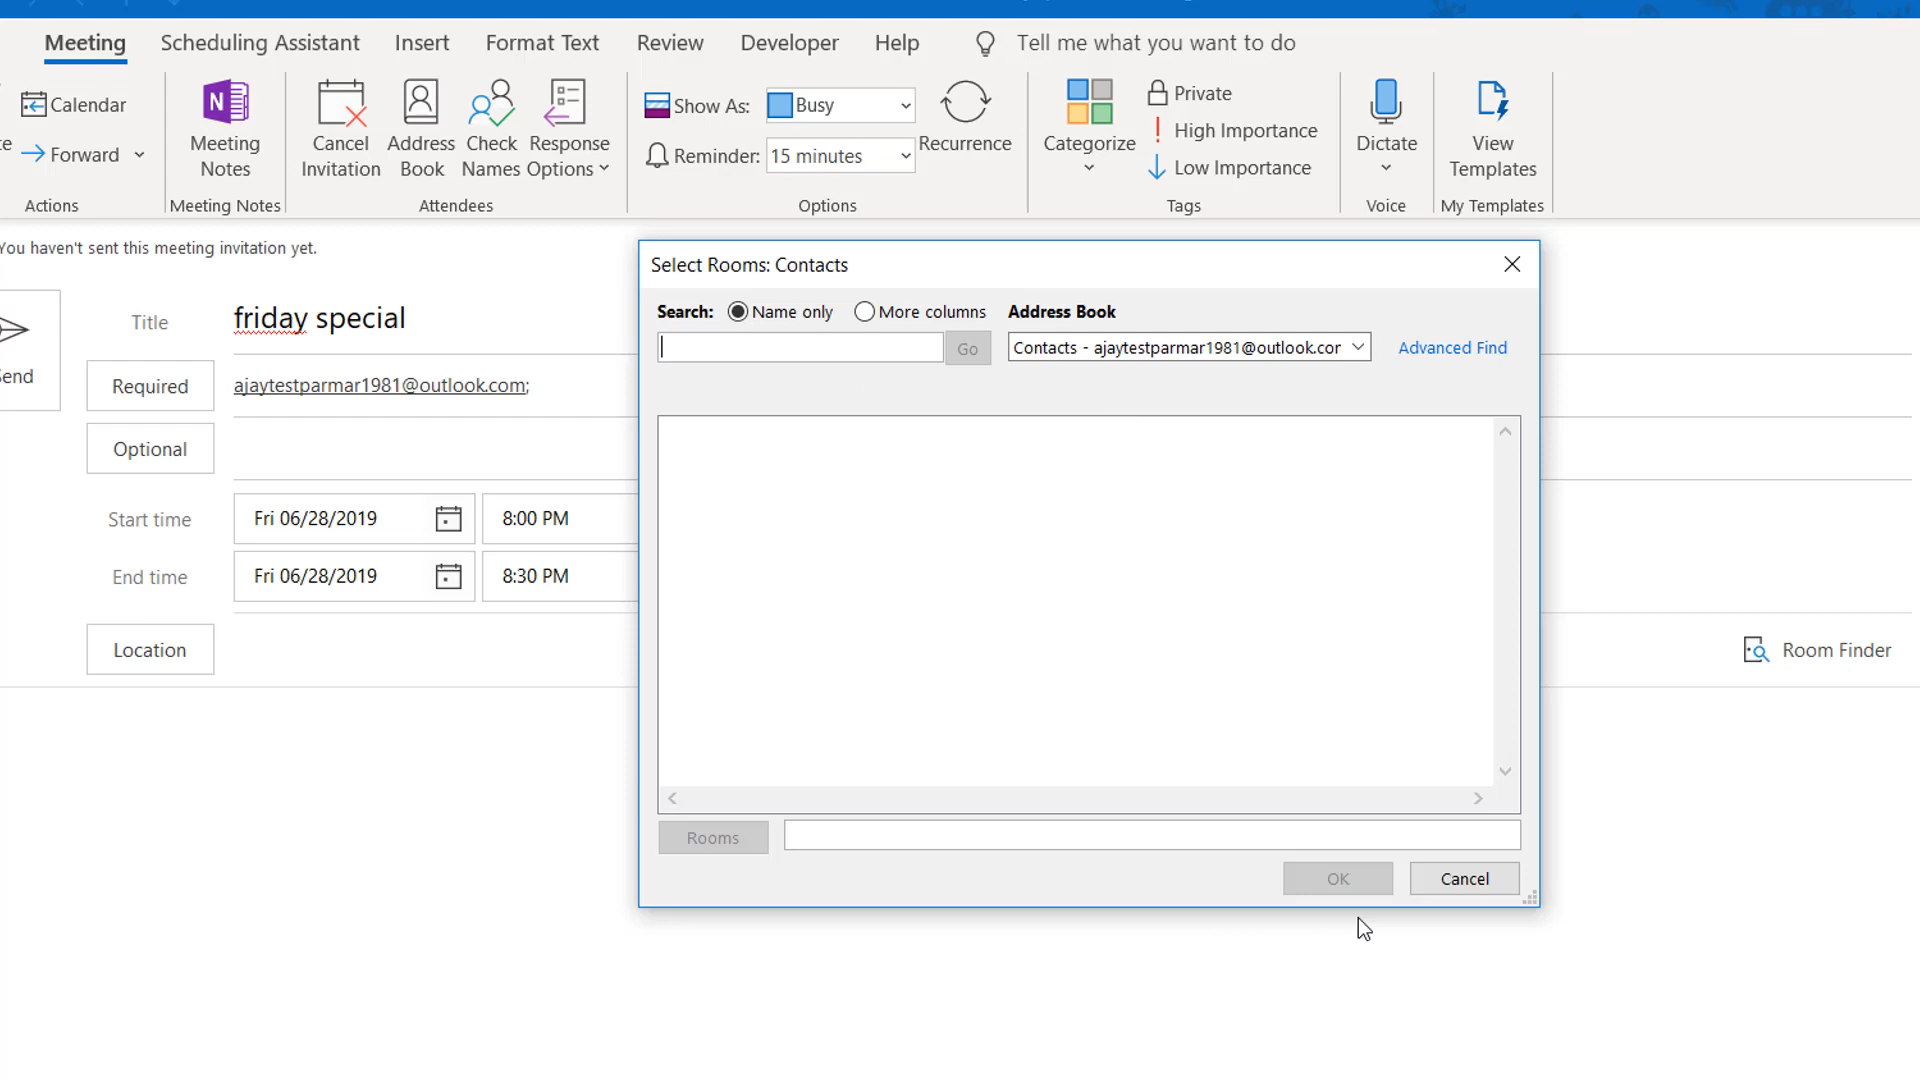 Meeting Scheduling Assistant Insert Format Text Review Developer Help Tell me what you want to do
Calendar
Forward
Actions
Meeting Notes
Meeting Notes
Cancel Invitation
Address Book
Check Names
Response Options
Attendees
Show As: Busy
Reminder: 15 minutes
Recurrence
Options
Categorize
Private
High Importance
Low Importance
Tags
Dictate
Voice
View Templates
My Templates
You haven't sent this meeting invitation yet.
Title friday special
Required ajaytestparmar1981@outlook.com;
Optional
Start time Fri 06/28/2019 8:00 PM
End time Fri 06/28/2019 8:30 PM
Location
Room Finder
Select Rooms: Contacts
Search: Name only More columns Address Book
Go Contacts - ajaytestparmar1981@outlook.cor Advanced Find
Rooms
OK Cancel